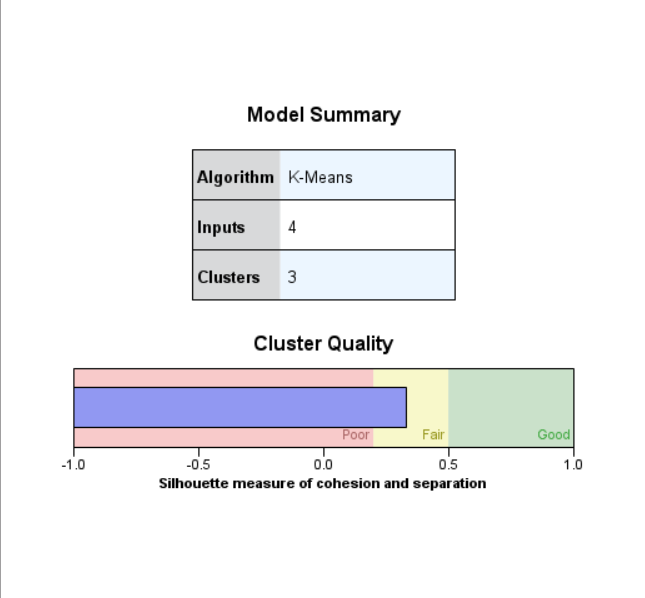 Model Summary
Algorithm K-Means
Inputs 4
Clusters 3
Cluster Quality
Poor Fair Good
-1.0 -0.5 0.0 0.5 1.0
Silhouette measure of cohesion and separation